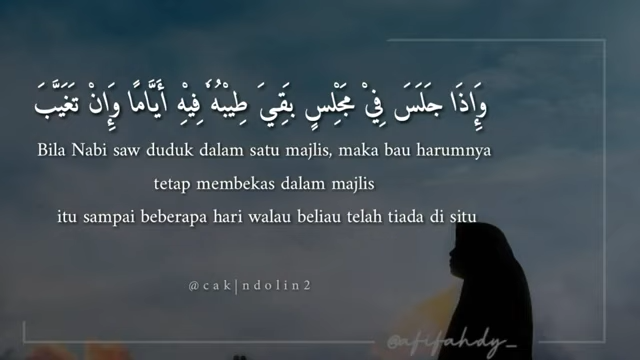 وَإِذَا جَلَسَ فِيْ مَجْلِسٍ بَقِيَ طِيْبُهُ فِيْهِ أَيَّامًا وَإِنْ تَغَيَّبَ
Bila Nabi saw duduk dalam satu majlis, maka bau harumnya
tetap membekas dalam majlis
itu sampai beberapa hari walau beliau telah tiada di situ
@cak|ndolin2
@afifahdy_